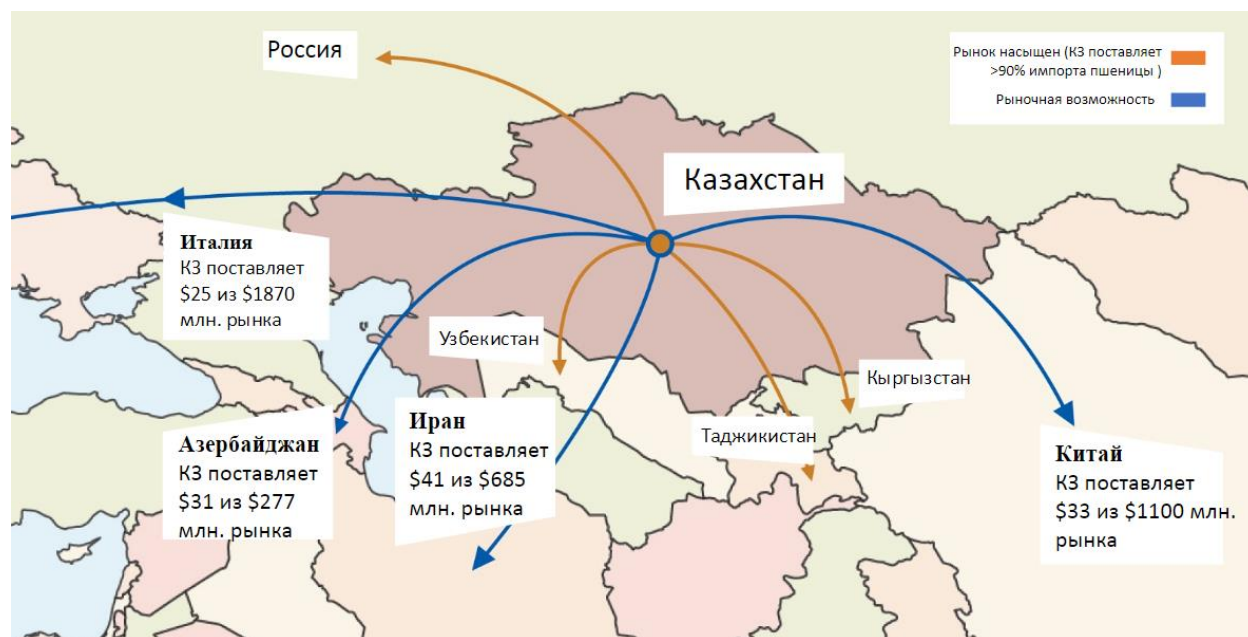 Россия
Рынок насыщен (КЗ поставляет
>90% импорта пшеницы )
Рыночная возможность
Казахстан
Италия
КЗ поставляет
$25 из $1870
млн. рынка
Узбекистан
Кыргызстан
Таджикистан
Азербайджан
КЗ поставляет
$31 из $277
млн. рынка
Иран
КЗ поставляет
$41 из $685
млн. рынка
Китай
КЗ поставляет
$33 из $1100 млн.
рынка